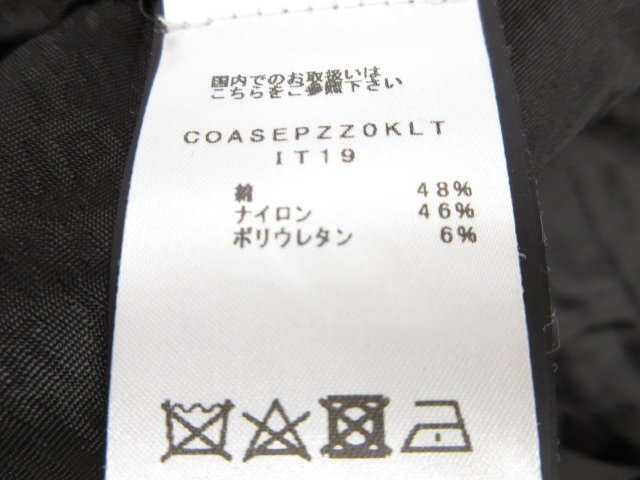 国内でのお取扱いは
こちらをご参照下さい
COASEPZZ0KLT
IT19
綿 48%
ナイロン 46%
ポリウレタン 6%